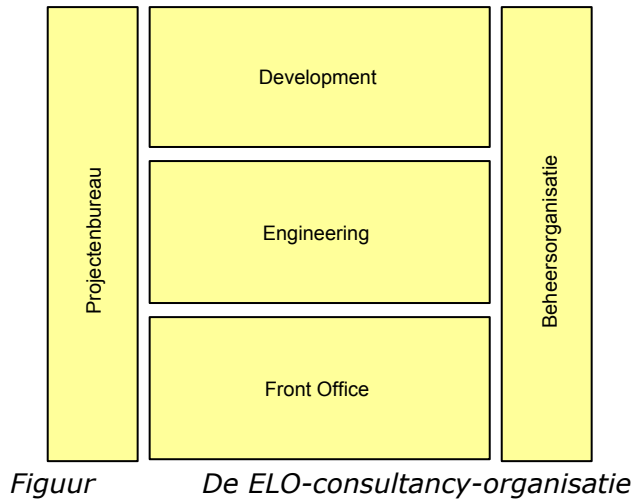 Projectenbureau
Development
Engineering
Front Office
Beheersorganisatie
Figuur De ELO-consultancy-organisatie